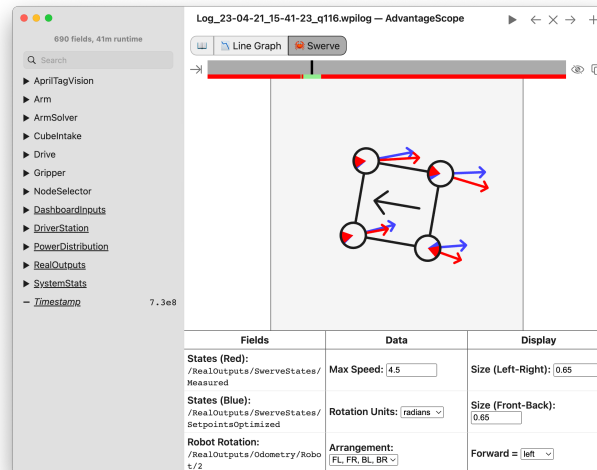 Log_23-04-21_15-41-23_q116.wpilog — AdvantageScope
690 fields, 41m runtime
Search
AprilTagVision
Arm
ArmSolver
CubeIntake
Drive
Gripper
NodeSelector
DashboardInputs
DriverStation
PowerDistribution
RealOutputs
SystemStats
Timestamp 7.3e8
Line Graph Swerve
Fields Data Display
States (Red):
/RealOutputs/SwerveStates/
Measured
Max Speed: 4.5
Size (Left-Right): 0.65
States (Blue):
/RealOutputs/SwerveStates/
SetpointsOptimized
Rotation Units: radians
Size (Front-Back):
0.65
Robot Rotation:
/RealOutputs/Odometry/Robo
t/2
Arrangement:
FL, FR, BL, BR
Forward = left